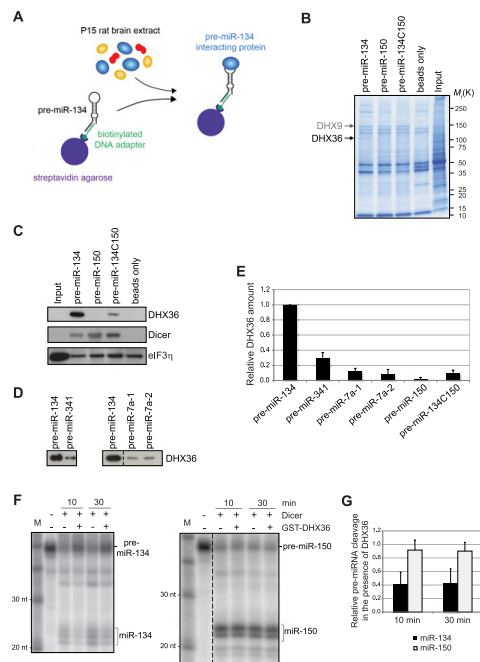 A
P15 rat brain extract
pre-miR-134
interacting protein
pre-miR-134
biotinylated
DNA adapter
streptavidin agarose
B
pre-miR-134
pre-miR-150
pre-miR-134C150
beads only
Input
Mr(K)
250
150
100
75
50
35
25
20
15
10
DHX9
DHX36
C
Input
pre-miR-134
pre-miR-150
pre-miR-134C150
beads only
DHX36
Dicer
eIF3η
D
pre-miR-134
pre-miR-341
pre-miR-134
pre-miR-7a-1
pre-miR-7a-2
DHX36
E
Relative DHX36 amount
1.2
1.0
0.8
0.6
0.4
0.2
0.0
pre-miR-134
pre-miR-341
pre-miR-7a-1
pre-miR-7a-2
pre-miR-150
pre-miR-134C150
F
10 30
- - + + + +
M - - + - +
pre-
miR-134
30 nt
miR-134
20 nt
10 30 min
- + + + + Dicer
M - - + - + GST-DHX36
pre-miR-150
30 nt
miR-150
20 nt
G
Relative pre-miRNA cleavage
in the presence of DHX36
1.2
1.0
0.8
0.6
0.4
0.2
0.0
10 min 30 min
miR-134
miR-150